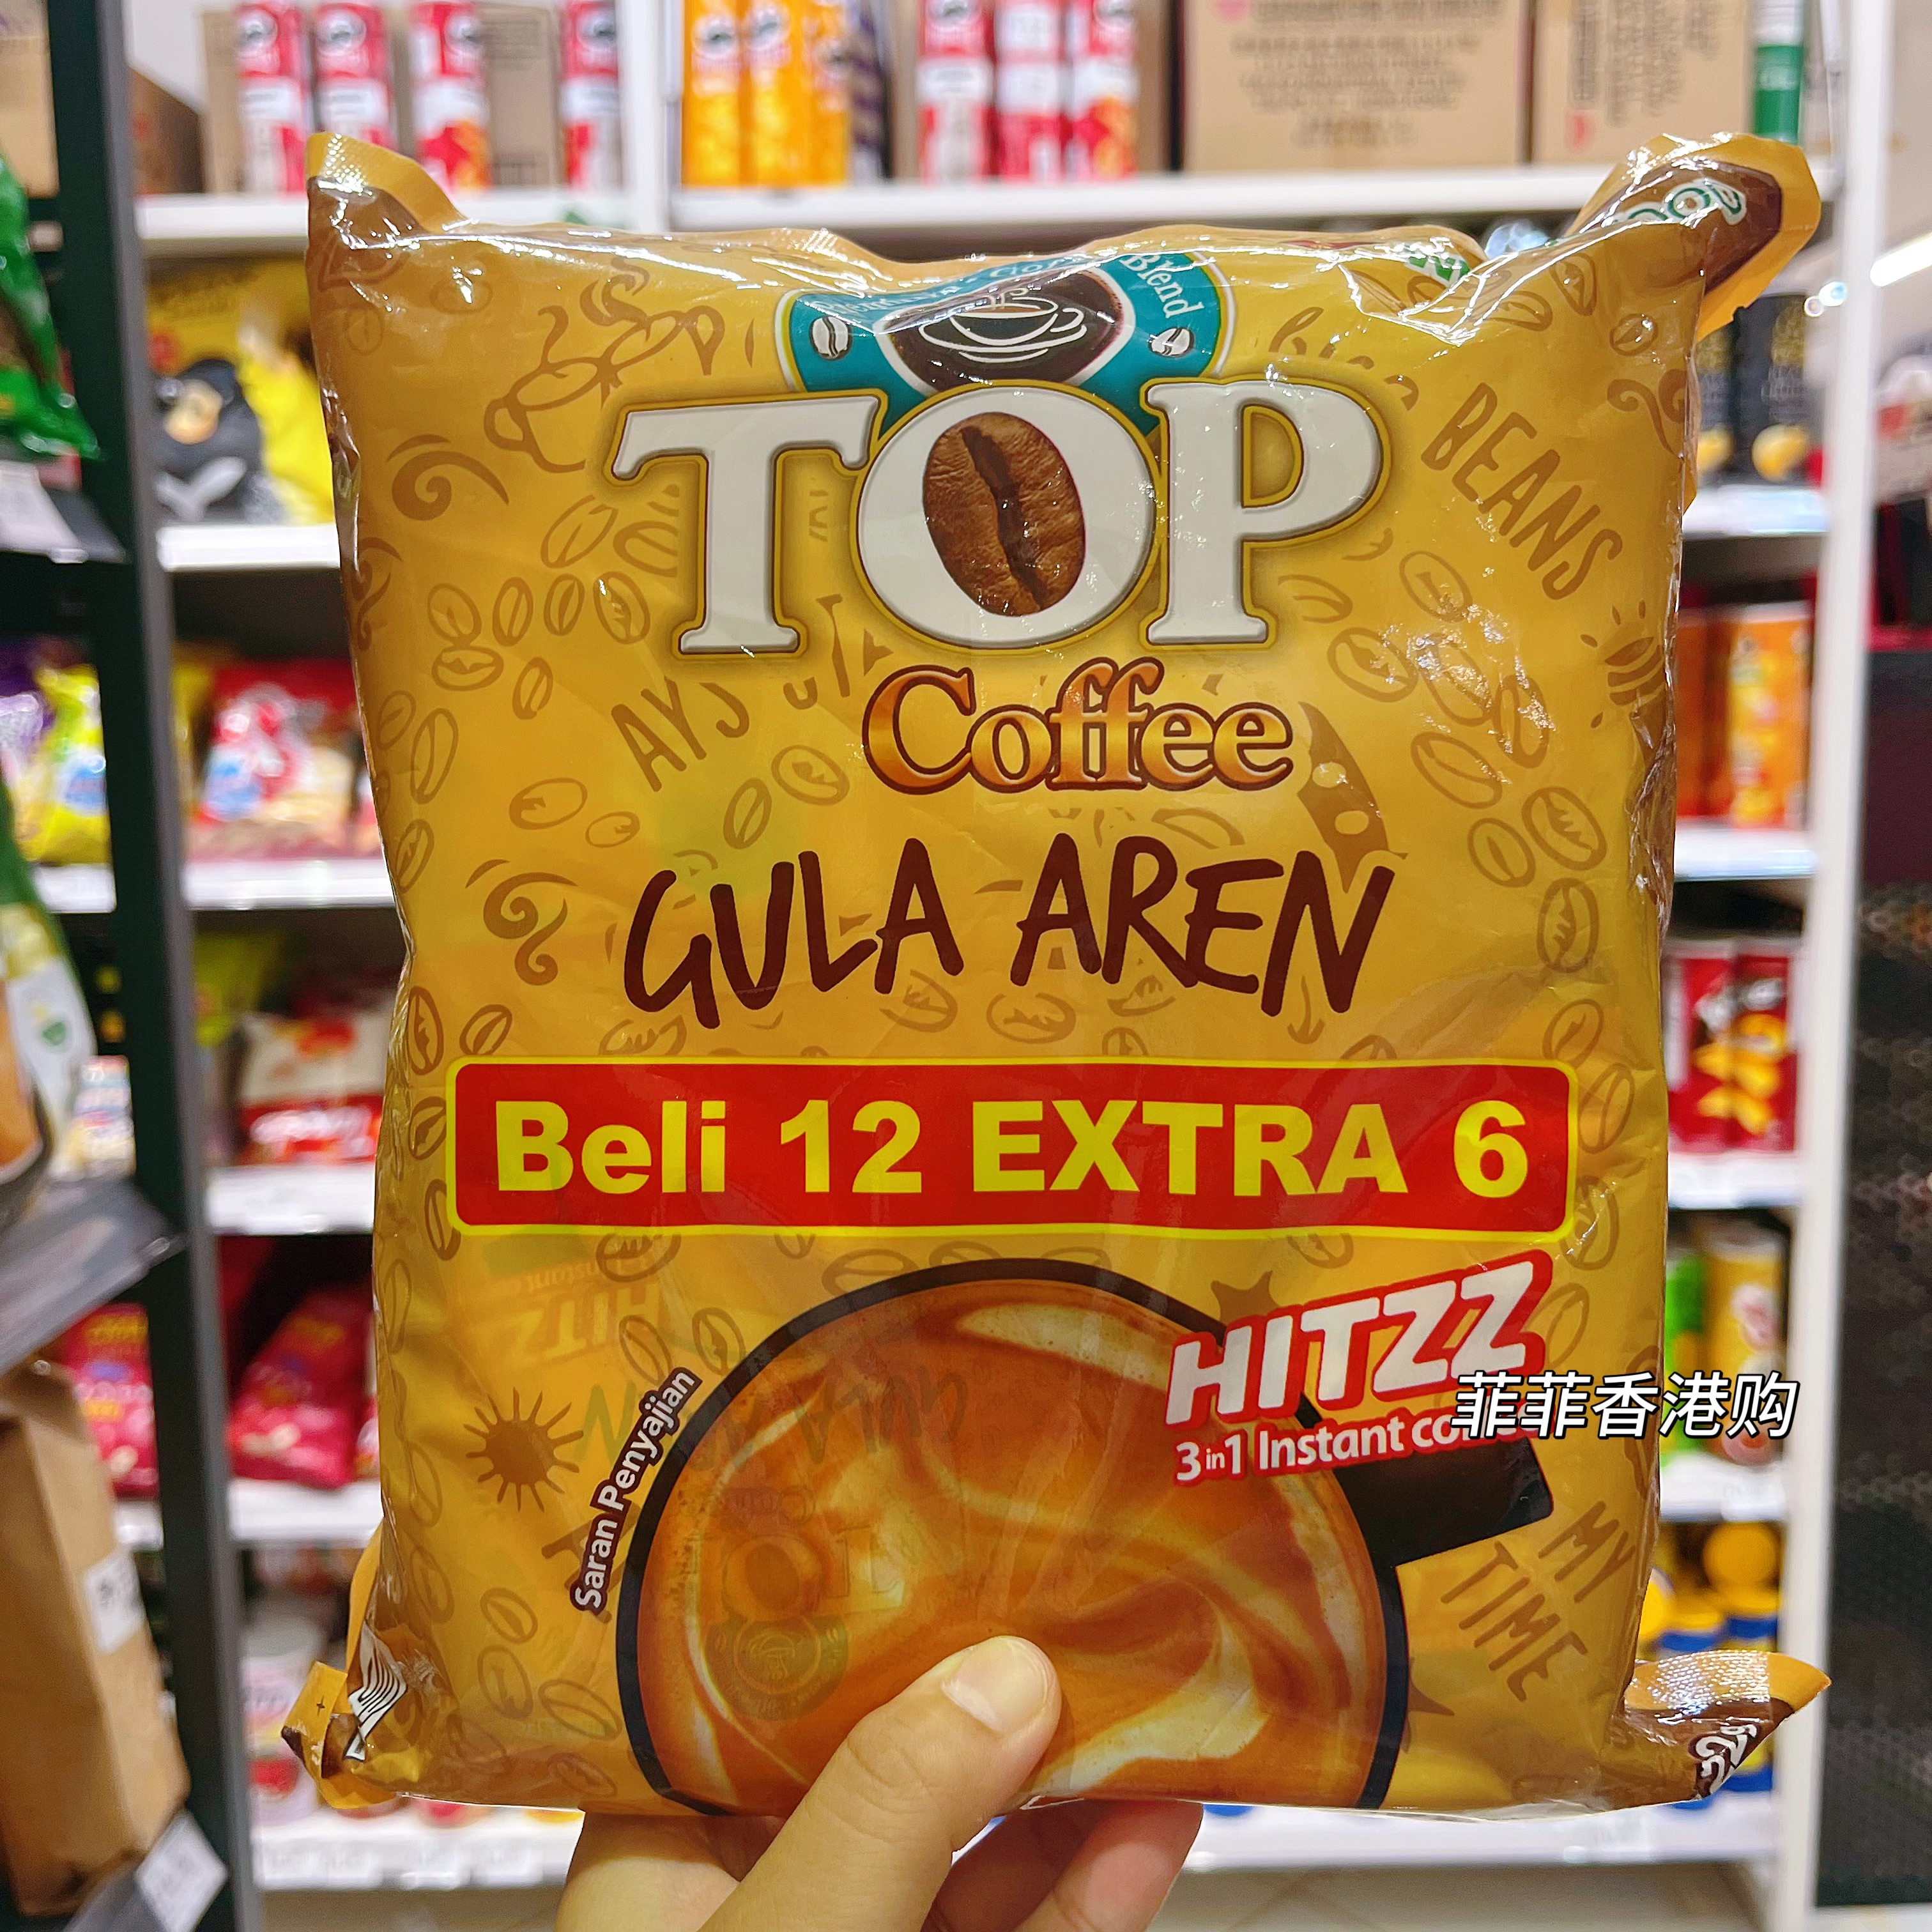 Blend
TOP
Coffee
BEANS
GULA AREN
Beli 12 EXTRA 6
HITZZ
3in1 Instant
菲菲香港购
Saran Penyajian
MY
TIME
22g